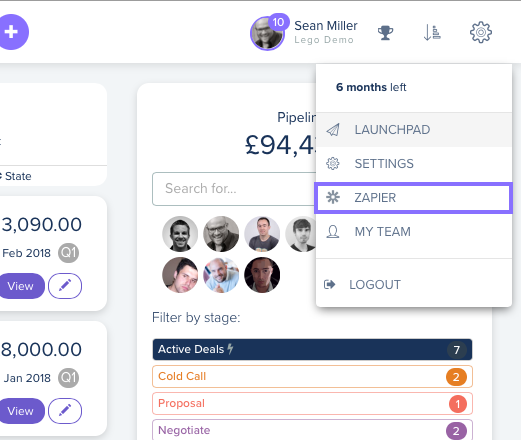 +
10
Sean Miller
Lego Demo
6 months left
LAUNCHPAD
SETTINGS
ZAPIER
MY TEAM
LOGOUT
State
3,090.00
Feb 2018 Q1
View
8,000.00
Jan 2018 Q1
View
£94,4
Search for...
Filter by stage:
Active Deals 7
Cold Call 2
Proposal 1
Negotiate 2